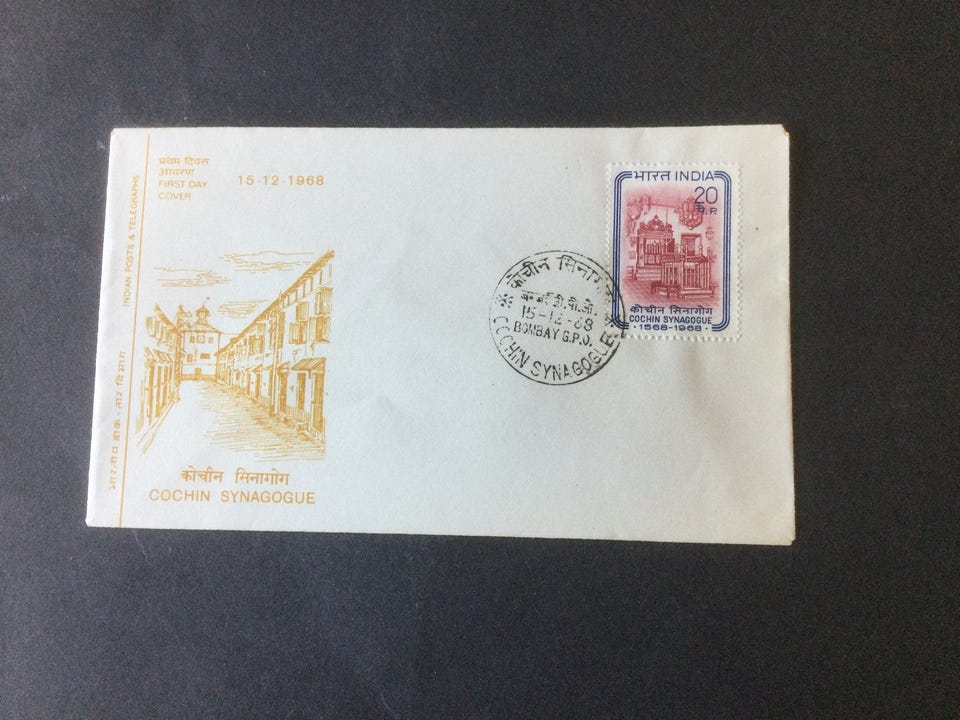 प्रथम दिवस
आवरण
FIRST DAY
COVER
15-12-1968
INDIAN POSTS & TELEGRAPHS
भारतीय डाक-तार विभाग
कोचीन सिनागोग
COCHIN SYNAGOGUE
कोचीन सिनागोग
जी.पी.ओ.
15-12-68
BOMBAY G.P.O.
COCHIN SYNAGOGUE
भारत INDIA
20
पै. P.
कोचीन सिनागोग
COCHIN SYNAGOGUE
·1568-1968·